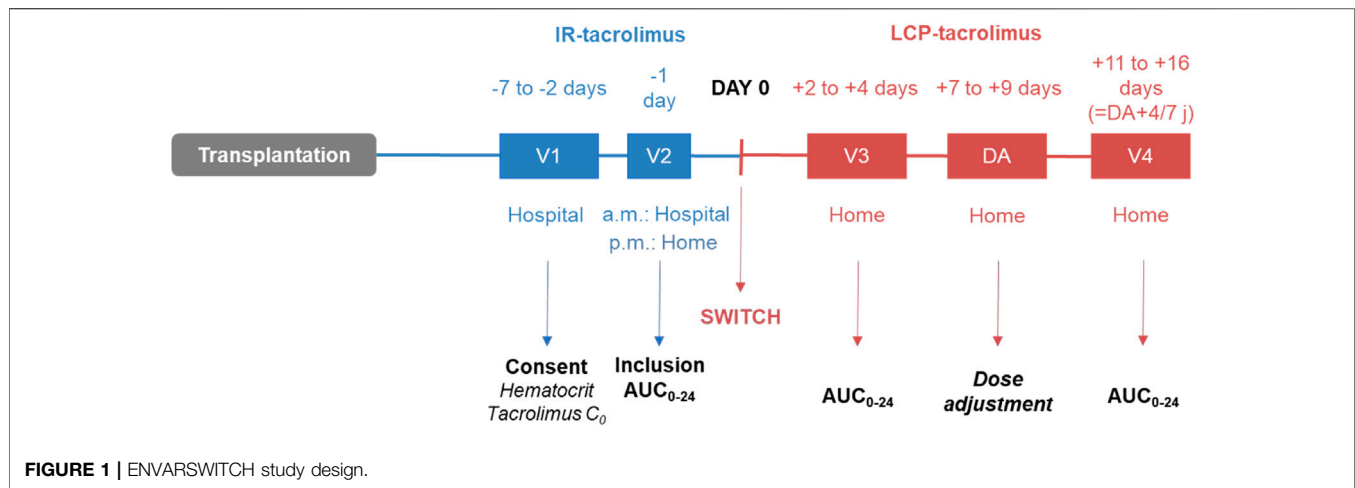 IR-tacrolimus
LCP-tacrolimus
-7 to -2 days
-1
day
DAY 0
+2 to +4 days
+7 to +9 days
+11 to +16
days
(=DA+4/7 j)
Transplantation
V1
V2
V3
DA
V4
Hospital
a.m.: Hospital
p.m.: Home
Home
Home
Home
SWITCH
Consent
Hematocrit
Tacrolimus C0
Inclusion
AUC0-24
AUC0-24
Dose
adjustment
AUC0-24
FIGURE 1 | ENVARSWITCH study design.